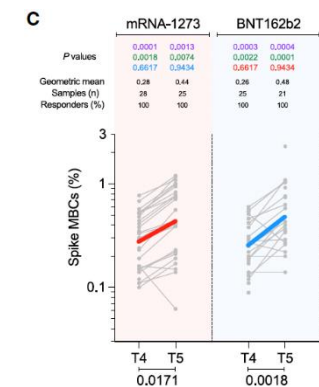 C
mRNA-1273 BNT162b2
0.0001 0.0013 0.0003 0.0004
P values 0.0018 0.0074 0.0022 0.0001
0.6617 0.9434 0.6617 0.9434
Geometric mean 0.28 0.44 0.26 0.48
Samples (n) 28 25 25 21
Responders (%) 100 100 100 100
3
1
0.1
Spike MBCs (%)
T4 T5 T4 T5
0.0171 0.0018